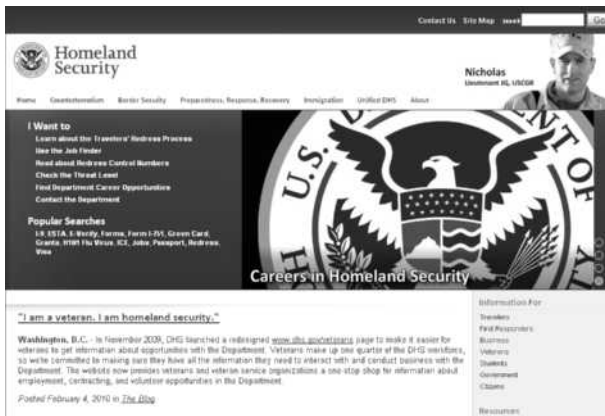 Contact Us Site Map Search Go
Homeland
Security
Nicholas
Lieutenant JG, USCGR
Home Counterterrorism Border Security Preparedness, Response, Recovery Immigration Unified DHS About
I Want to
Learn about the Travelers' Redress Process
Use the Job Finder
Read about Redress Control Numbers
Check the Threat Level
Find Department Career Opportunities
Contact the Department
Popular Searches
I-9, ESTA, E-Verify, Forms, Form I-751, Green Card,
Grants, H1N1 Flu Virus, ICE, Jobs, Passport, Redress,
Visa
U.S. DEPARTMENT OF
Careers in Homeland Security
"I am a veteran. I am homeland security."
Washington, D.C. - In November 2009, DHS launched a redesigned www.dhs.gov/veterans page to make it easier for
veterans to get information about opportunities with the Department. Veterans make up one quarter of the DHS workforce,
so we're committed to making sure they have all the information they need to interact with and conduct business with the
Department. The website now provides veterans and veteran service organizations a one-stop shop for information about
employment, contracting, and volunteer opportunities in the Department.
Posted February 4, 2010 in The Blog
Information For
Travelers
First Responders
Business
Veterans
Students
Government
Citizens
Resources